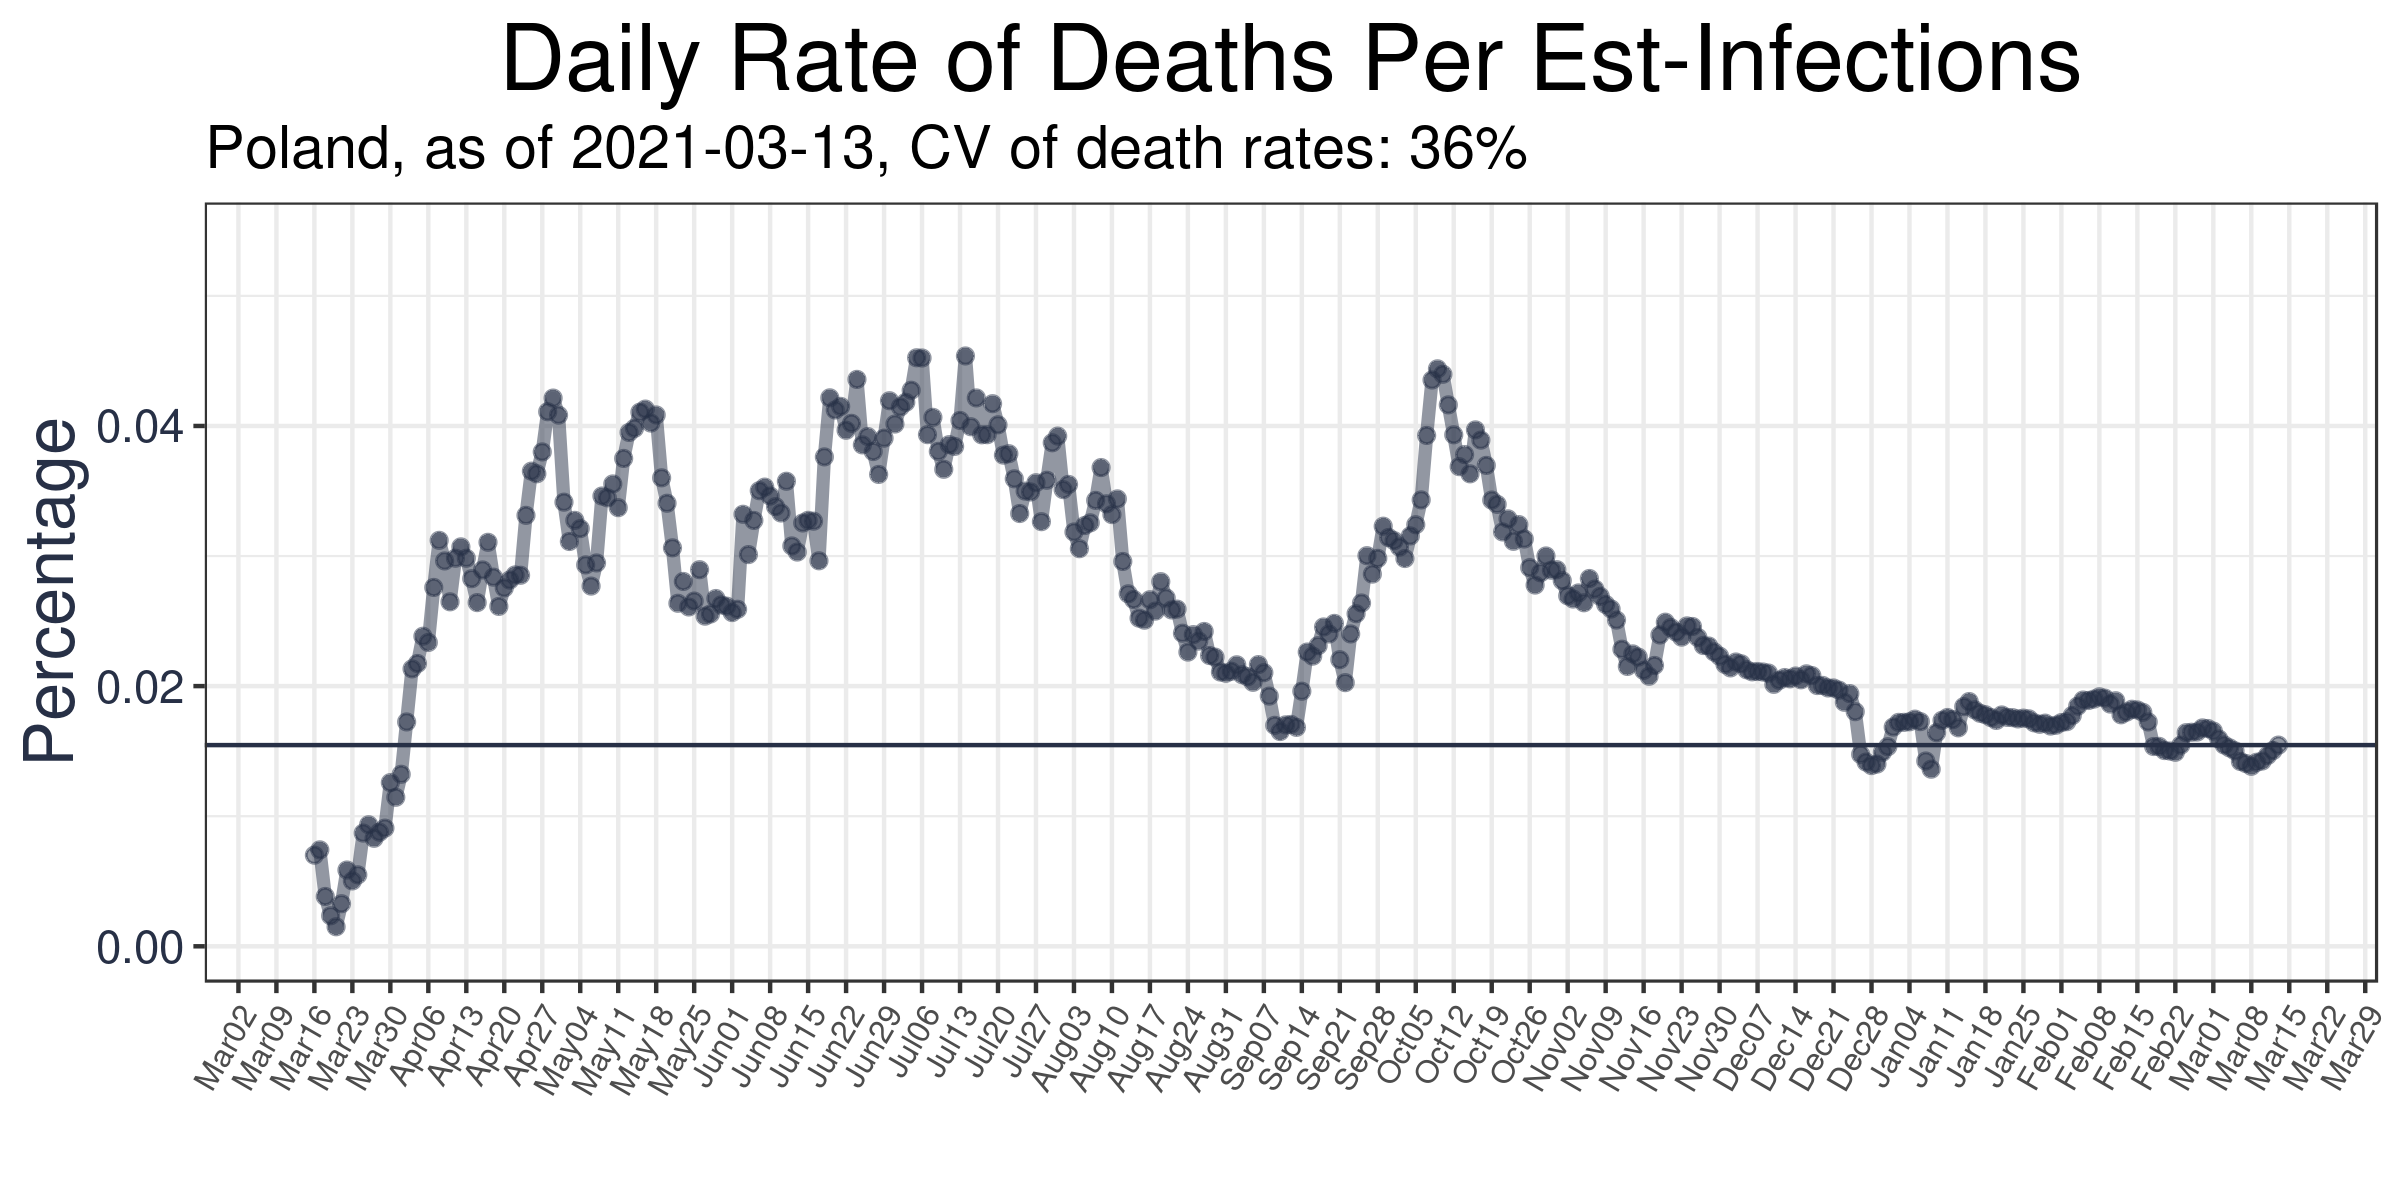 Daily Rate of Deaths Per Est-Infections
Poland, as of 2021-03-13, CV of death rates: 36%
Percentage
0.04
0.02
0.00
Mar02 Mar09 Mar16 Mar23 Mar30 Apr06 Apr13 Apr20 Apr27 May04 May11 May18 May25 Jun01 Jun08 Jun15 Jun22 Jun29 Jul06 Jul13 Jul20 Jul27 Aug03 Aug10 Aug17 Aug24 Aug31 Sep07 Sep14 Sep21 Sep28 Oct05 Oct12 Oct19 Oct26 Nov02 Nov09 Nov16 Nov23 Nov30 Dec07 Dec14 Dec21 Dec28 Jan04 Jan11 Jan18 Jan25 Feb01 Feb08 Feb15 Feb22 Mar01 Mar08 Mar15 Mar22 Mar29